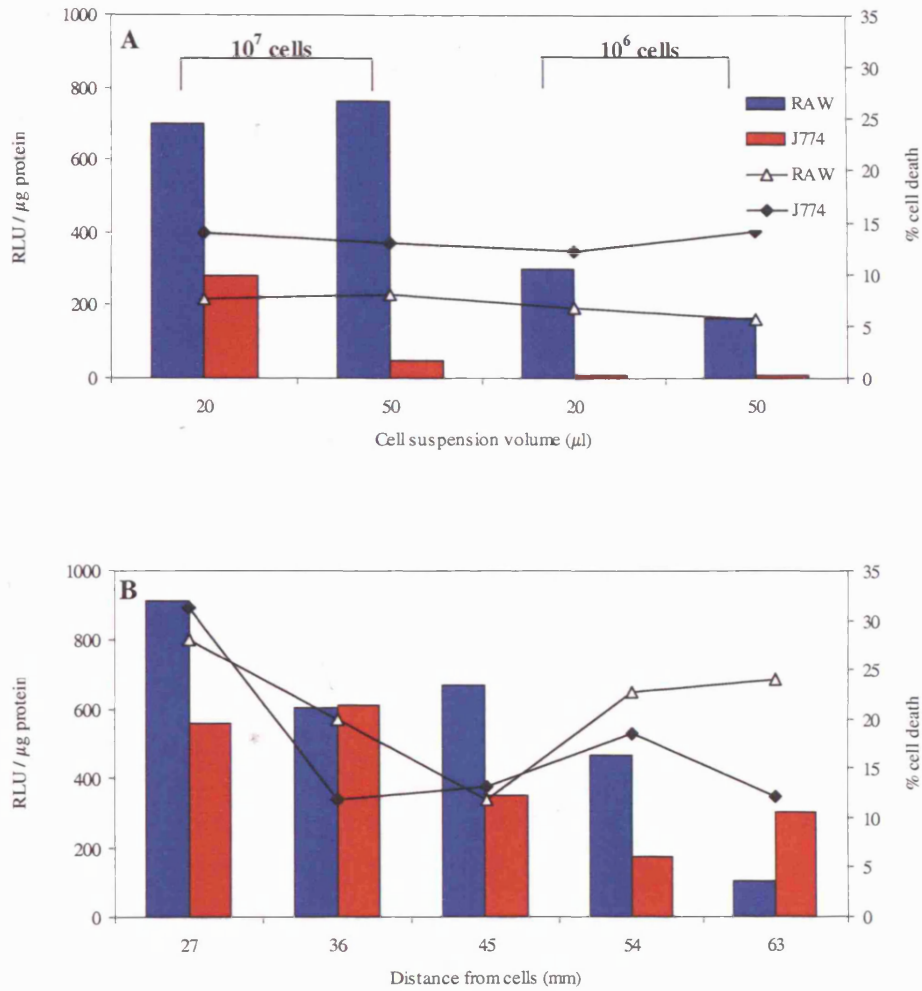 A
10⁷ cells
10⁶ cells
1000
800
600
400
200
0
RLU / µg protein
35
30
25
20
15
10
5
0
% cell death
RAW
J774
RAW
J774
20
50
20
50
Cell suspension volume (µl)
B
1000
800
600
400
200
0
RLU / µg protein
35
30
25
20
15
10
5
0
% cell death
27
36
45
54
63
Distance from cells (mm)